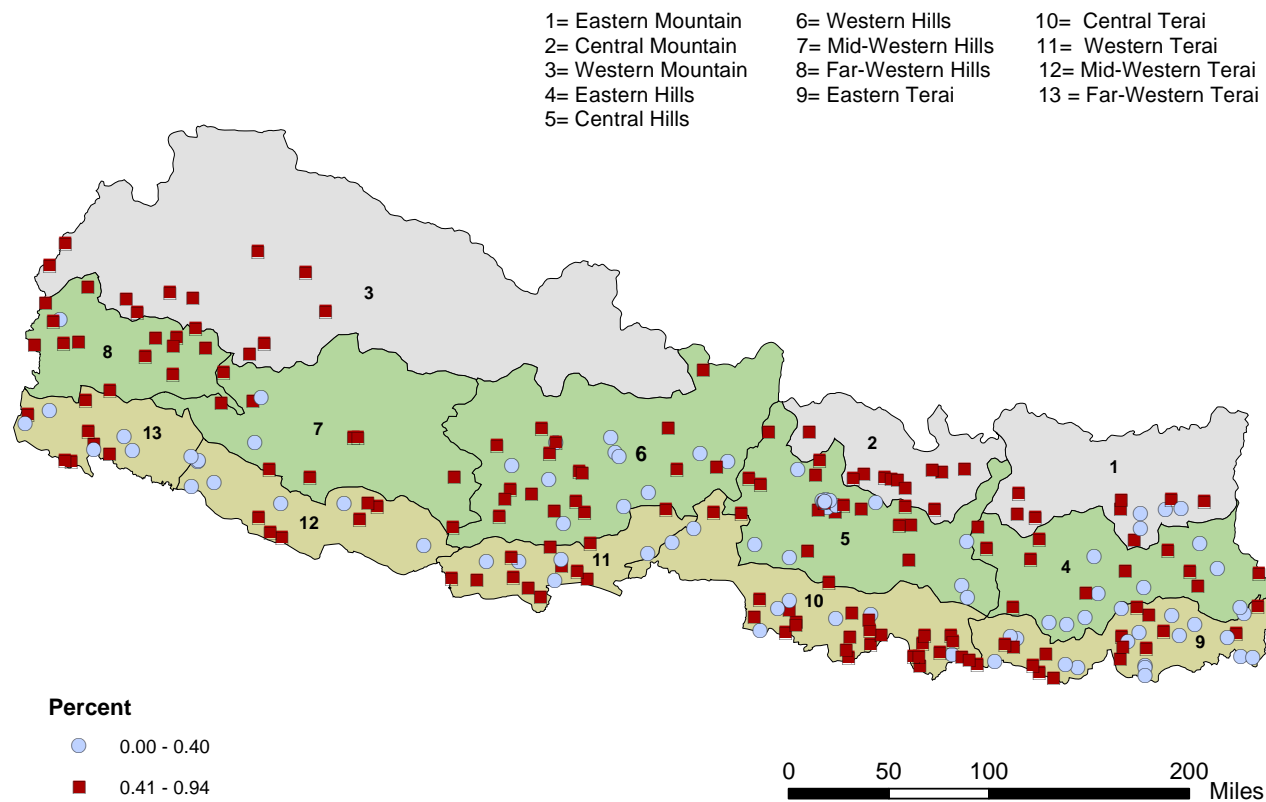 1= Eastern Mountain
2= Central Mountain
3= Western Mountain
4= Eastern Hills
5= Central Hills
6= Western Hills
7= Mid-Western Hills
8= Far-Western Hills
9= Eastern Terai
10= Central Terai
11= Western Terai
12= Mid-Western Terai
13 = Far-Western Terai
3
8
7
13
6
2
1
12
11
5
4
10
9
Percent
0.00 - 0.40
0.41 - 0.94
0 50 100 200
Miles